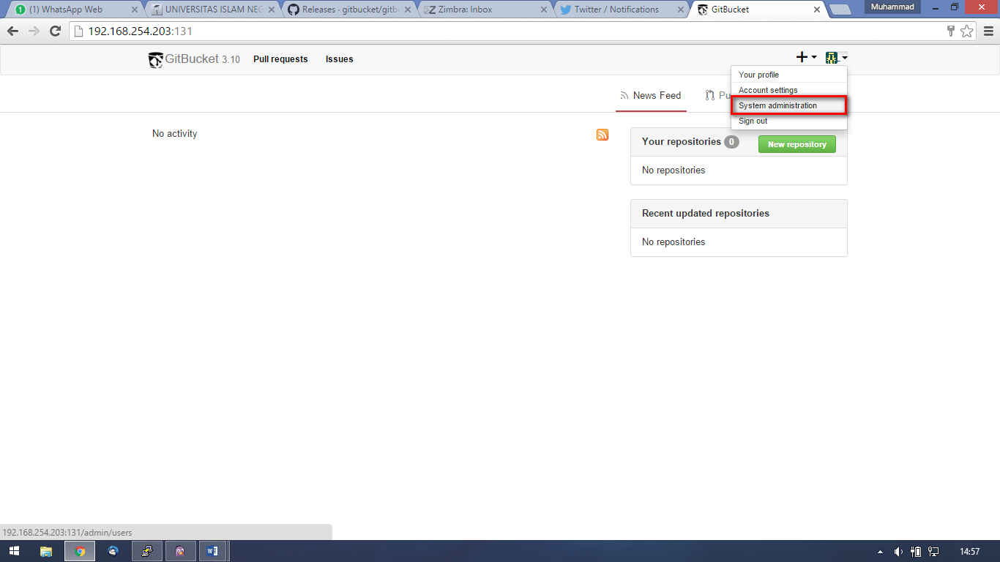 (1) WhatsApp Web
UNIVERSITAS ISLAM NEG
Releases · gitbucket/gitb
Zimbra: Inbox
Twitter / Notifications
GitBucket
Muhammad
192.168.254.203:131
GitBucket 3.10 Pull requests Issues
Your profile
Account settings
System administration
Sign out
News Feed Pu
No activity
Your repositories 0 New repository
No repositories
Recent updated repositories
No repositories
192.168.254.203:131/admin/users
14:57